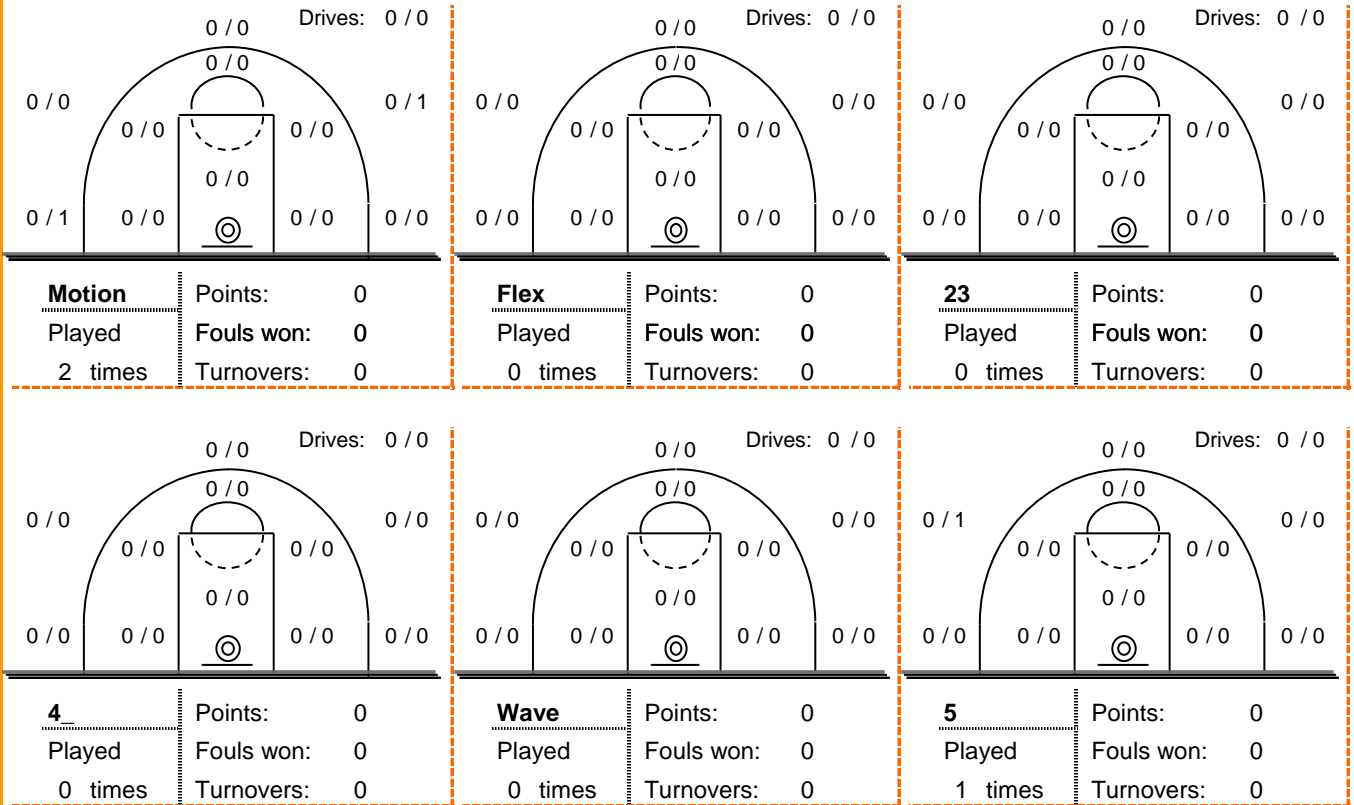 Drives: 0 / 0
0 / 0
0 / 0
0 / 0 0 / 1
0 / 0 0 / 0
0 / 0
0 / 1 0 / 0 0 / 0 0 / 0
Motion Points: 0
Played Fouls won: 0
2 times Turnovers: 0
Drives: 0 / 0
0 / 0
0 / 0
0 / 0 0 / 0
0 / 0 0 / 0
0 / 0
0 / 0 0 / 0 0 / 0 0 / 0
Flex Points: 0
Played Fouls won: 0
0 times Turnovers: 0
Drives: 0 / 0
0 / 0
0 / 0
0 / 0 0 / 0
0 / 0 0 / 0
0 / 0
0 / 0 0 / 0 0 / 0 0 / 0
23 Points: 0
Played Fouls won: 0
0 times Turnovers: 0
Drives: 0 / 0
0 / 0
0 / 0
0 / 0 0 / 0
0 / 0 0 / 0
0 / 0
0 / 0 0 / 0 0 / 0 0 / 0
4_ Points: 0
Played Fouls won: 0
0 times Turnovers: 0
Drives: 0 / 0
0 / 0
0 / 0
0 / 0 0 / 0
0 / 0 0 / 0
0 / 0
0 / 0 0 / 0 0 / 0 0 / 0
Wave Points: 0
Played Fouls won: 0
0 times Turnovers: 0
Drives: 0 / 0
0 / 0
0 / 0
0 / 1 0 / 0
0 / 0 0 / 0
0 / 0
0 / 0 0 / 0 0 / 0 0 / 0
5 Points: 0
Played Fouls won: 0
1 times Turnovers: 0